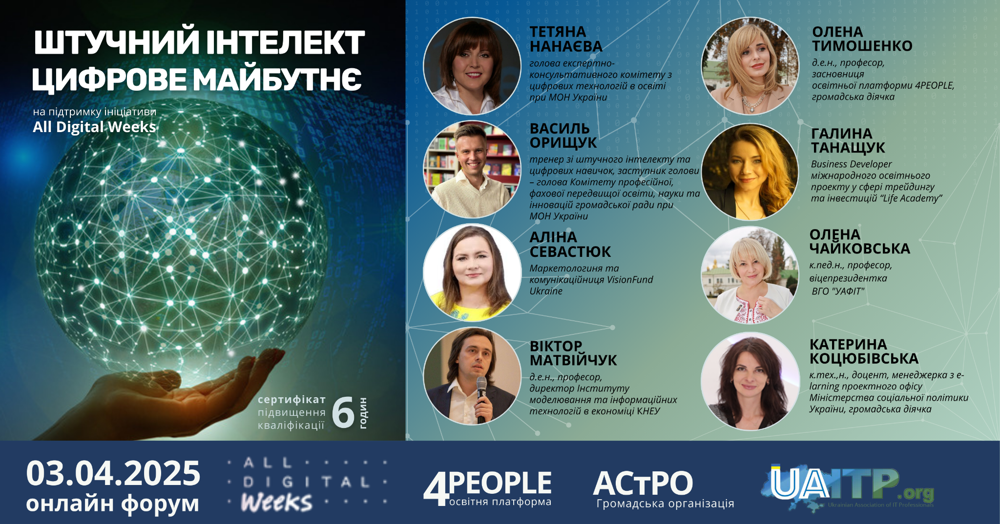 ШТУЧНИЙ ІНТЕЛЕКТ
ЦИФРОВЕ МАЙБУТНЄ
на підтримку ініціативи
All Digital Weeks
сертифікат
підвищення
кваліфікації
6
годин
ТЕТЯНА
НАНАЄВА
голова експертно-
консультативного комітету з
цифрових технологій в освіті
при МОН України
ВАСИЛЬ
ОРИЩУК
тренер зі штучного інтелекту та
цифрових навичок, заступник голови
– голова Комітету професійної,
фахової передвищої освіти, науки та
інновацій громадської ради при
МОН України
АЛІНА
СЕВАСТЮК
Маркетологиня та
комунікаційниця VisionFund
Ukraine
ВІКТОР
МАТВІЙЧУК
д.е.н., професор,
директор Інституту
моделювання та інформаційних
технологій в економіці КНЕУ
ОЛЕНА
ТИМОШЕНКО
д.е.н., професор,
засновниця
освітньої платформи 4PEOPLE,
громадська діячка
ГАЛИНА
ТАНАЩУК
Business Developer
міжнародного освітнього
проекту у сфері трейдингу
та інвестицій “Life Academy”
ОЛЕНА
ЧАЙКОВСЬКА
к.пед.н., професор,
віцепрезидентка
ВГО "УАФІТ"
КАТЕРИНА
КОЦЮБІВСЬКА
к.тех.,н., доцент, менеджерка з e-
larning проектного офісу
Міністерства соціальної політики
України, громадська діячка
03.04.2025
онлайн форум
ALL
DIGITAL
Weeks
4PEOPLE
освітня платформа
АСтРО
Громадська організація
UAITP.org
Ukrainian Association of IT Professionals